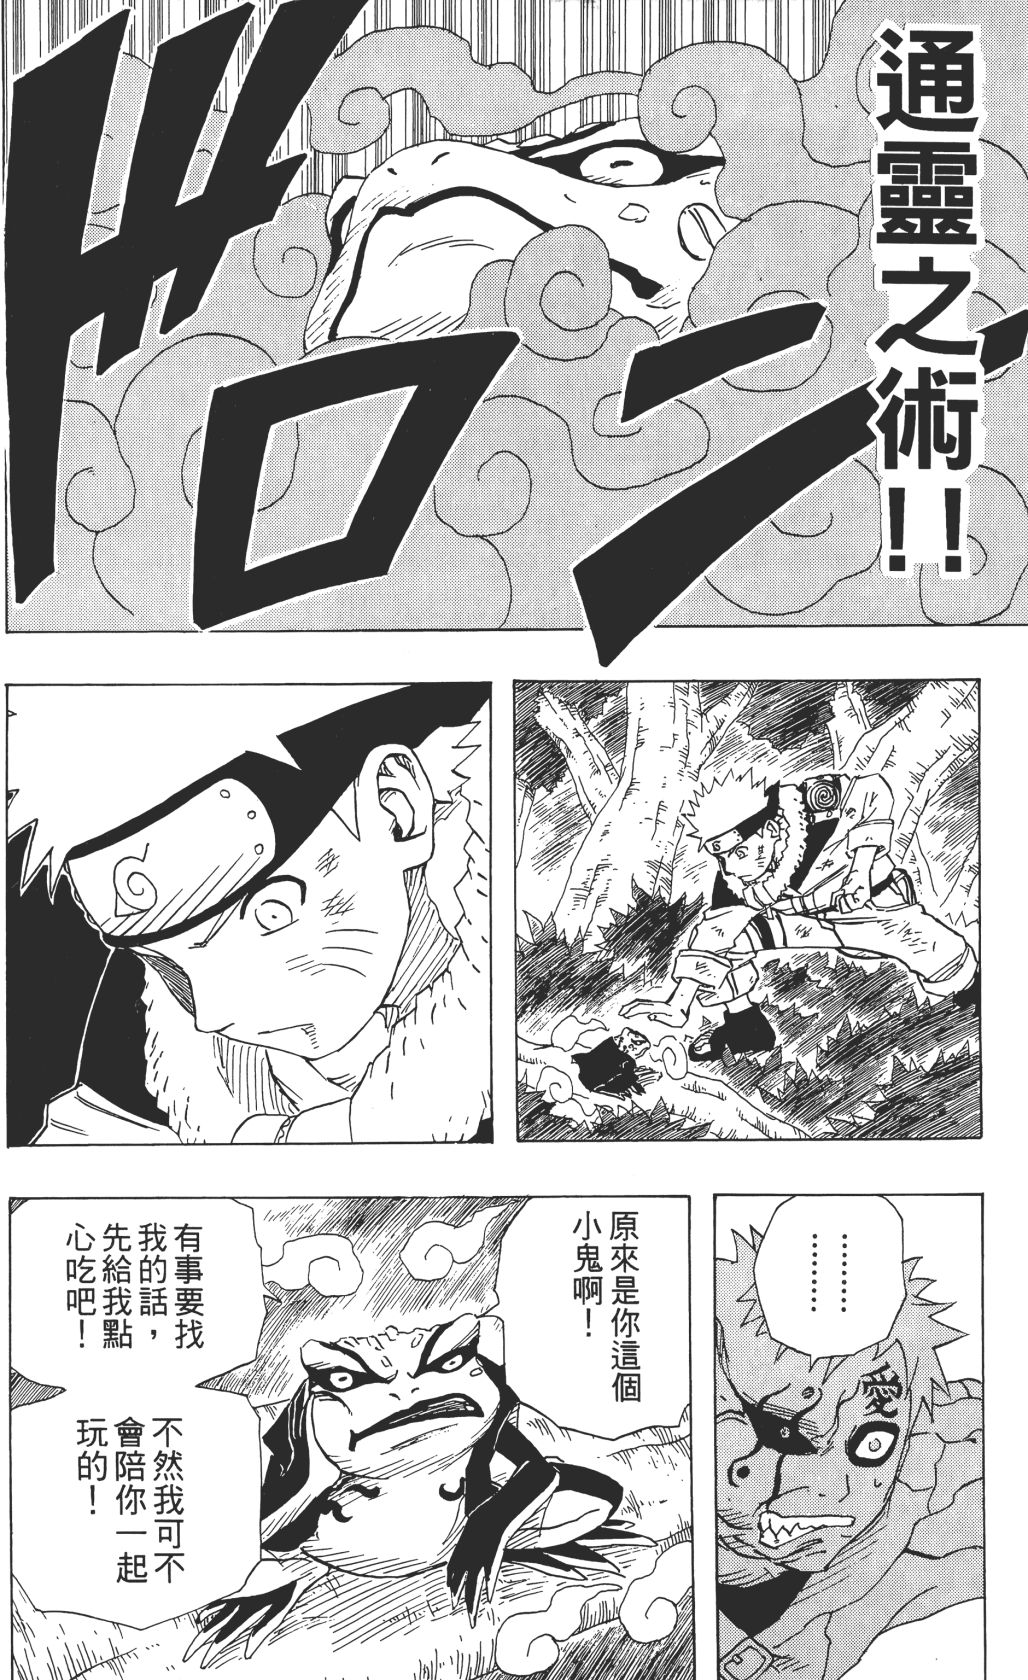 通靈之術!!
ドロン
………
………
愛
原來是你這個
小鬼啊!
有事要找
我的話，
先給我點
心吃吧!
不然我可不
會陪你一起
玩的!